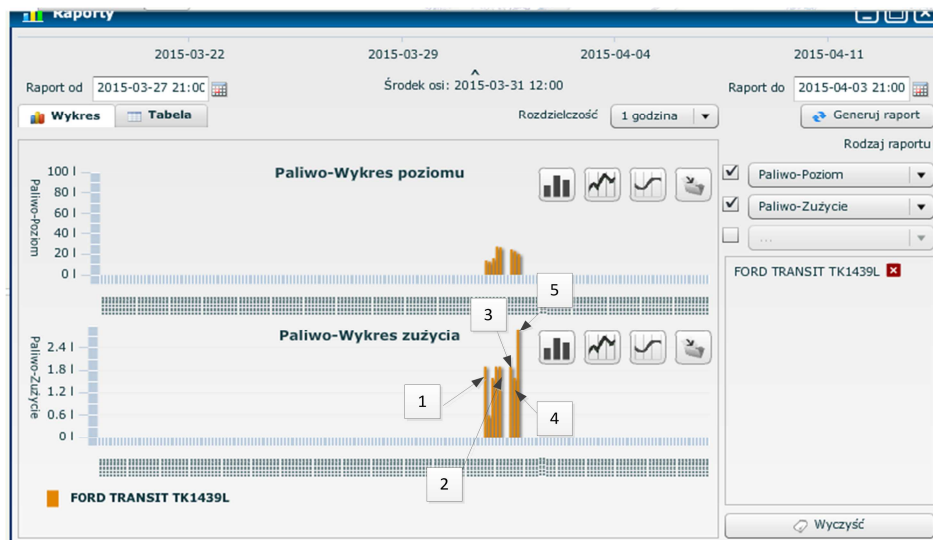 Raporty
2015-03-22 2015-03-29 2015-04-04 2015-04-11
Środek osi: 2015-03-31 12:00
Raport od 2015-03-27 21:00 Raport do 2015-04-03 21:00
Wykres Tabela Rozdzielczość 1 godzina Generuj raport
Rodzaj raportu
Paliwo-Wykres poziomu
Paliwo-Poziom
100 l
80 l
60 l
40 l
20 l
0 l
Paliwo-Poziom
Paliwo-Zużycie
...
FORD TRANSIT TK1439L
Paliwo-Wykres zużycia
Paliwo-Zużycie
2.4 l
1.8 l
1.2 l
0.6 l
0 l
1
2
3
4
5
FORD TRANSIT TK1439L
Wyczyść